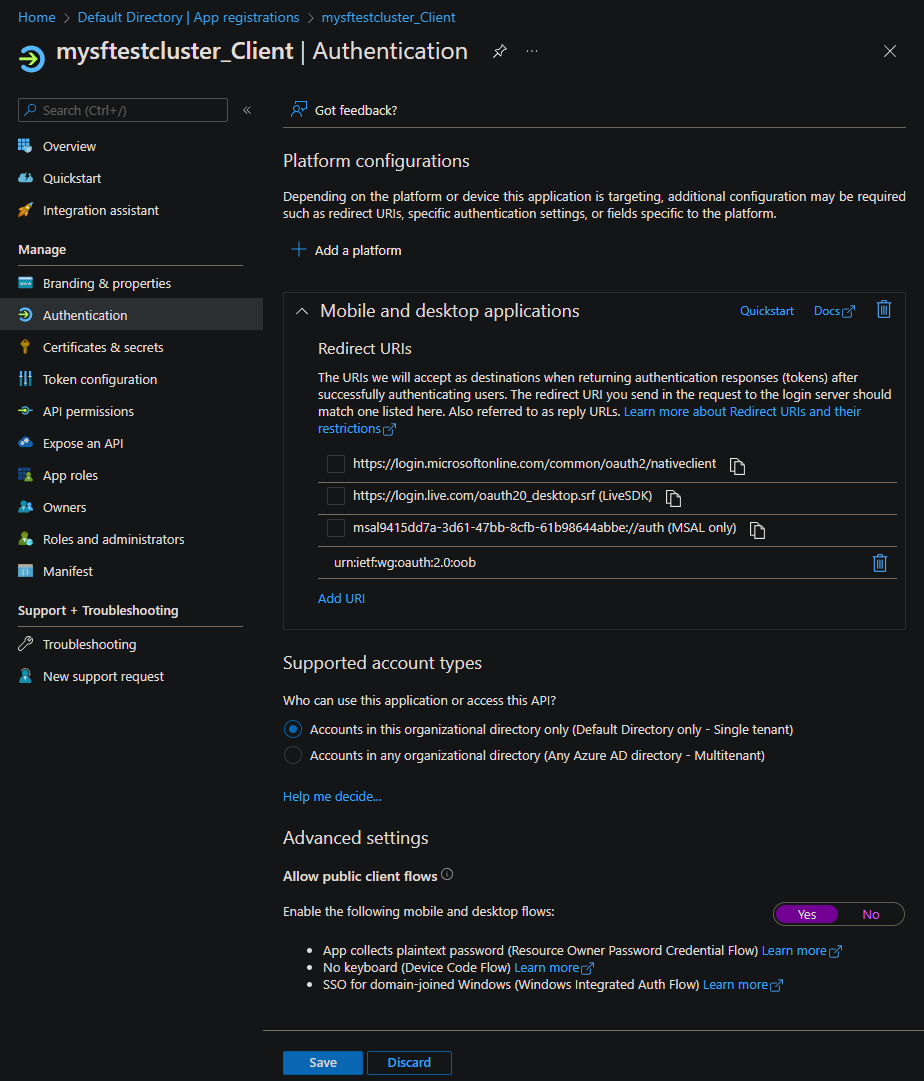 Home > Default Directory | App registrations > mysftestcluster_Client
mysftestcluster_Client | Authentication
Search (Ctrl+/)
Overview
Quickstart
Integration assistant
Manage
Branding & properties
Authentication
Certificates & secrets
Token configuration
API permissions
Expose an API
App roles
Owners
Roles and administrators
Manifest
Support + Troubleshooting
Troubleshooting
New support request
Got feedback?
Platform configurations
Depending on the platform or device this application is targeting, additional configuration may be required
such as redirect URIs, specific authentication settings, or fields specific to the platform.
Add a platform
Mobile and desktop applications
Quickstart
Docs
Redirect URIs
The URIs we will accept as destinations when returning authentication responses (tokens) after
successfully authenticating users. The redirect URI you send in the request to the login server should
match one listed here. Also referred to as reply URLs. Learn more about Redirect URIs and their
restrictions
https://login.microsoftonline.com/common/oauth2/nativeclient
https://login.live.com/oauth20_desktop.srf (LiveSDK)
msal9415dd7a-3d61-47bb-8cfb-61b98644abbe://auth (MSAL only)
urn:ietf:wg:oauth:2.0:oob
Add URI
Supported account types
Who can use this application or access this API?
Accounts in this organizational directory only (Default Directory only - Single tenant)
Accounts in any organizational directory (Any Azure AD directory - Multitenant)
Help me decide...
Advanced settings
Allow public client flows
Enable the following mobile and desktop flows:
Yes
No
• App collects plaintext password (Resource Owner Password Credential Flow) Learn more
• No keyboard (Device Code Flow) Learn more
• SSO for domain-joined Windows (Windows Integrated Auth Flow) Learn more
Save
Discard